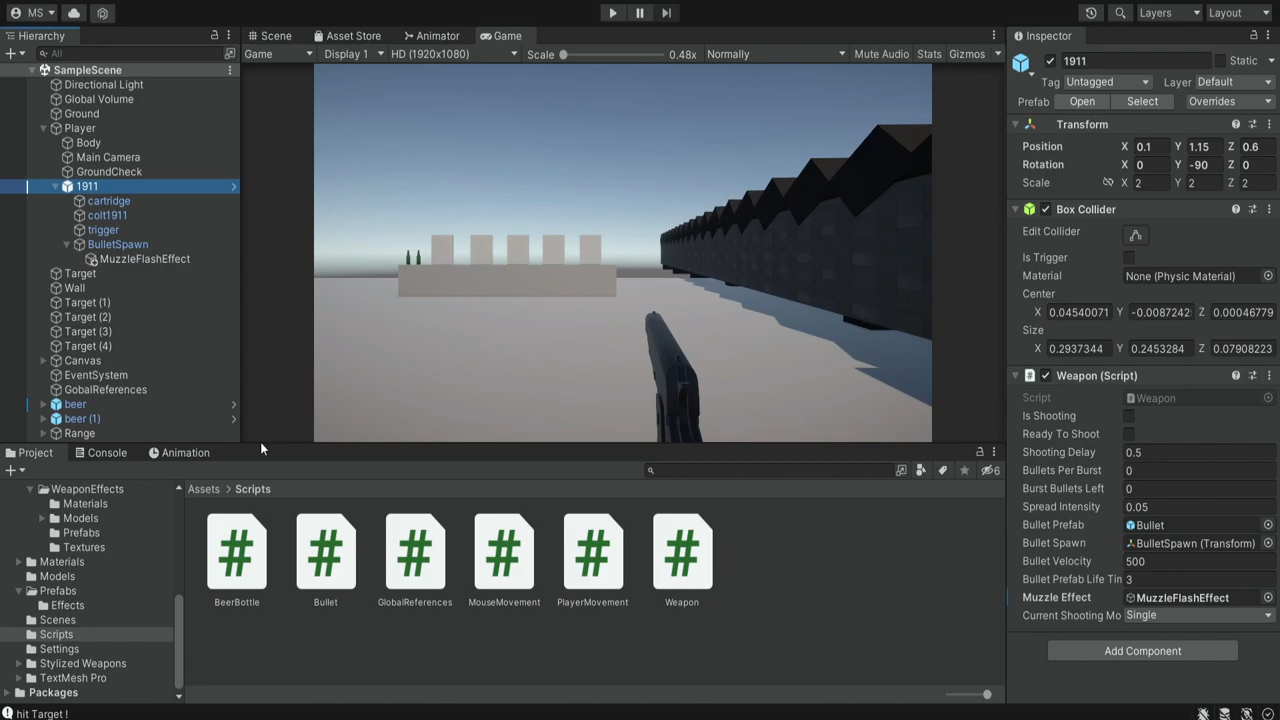 MS
Layers
Layout
Hierarchy
Scene
Asset Store
Animator
Game
Inspector
All
Game
Display 1
HD (1920x1080)
Scale
0.48x
Normally
Mute Audio
Stats
Gizmos
1911
Static
Tag
Untagged
Layer
Default
Prefab
Open
Select
Overrides
SampleScene
Directional Light
Global Volume
Ground
Player
Body
Main Camera
GroundCheck
1911
cartridge
colt1911
trigger
BulletSpawn
MuzzleFlashEffect
Target
Wall
Target (1)
Target (2)
Target (3)
Target (4)
Canvas
EventSystem
GobalReferences
beer
beer (1)
Range
Transform
Position X 0.1 Y 1.15 Z 0.6
Rotation X 0 Y -90 Z 0
Scale X 2 Y 2 Z 2
Box Collider
Edit Collider
Is Trigger
Material None (Physic Material)
Center
X 0.04540071 Y -0.0087242 Z 0.00046779
Size
X 0.2937344 Y 0.2453284 Z 0.07908223
Weapon (Script)
Script Weapon
Is Shooting
Ready To Shoot
Shooting Delay 0.5
Bullets Per Burst 0
Burst Bullets Left 0
Spread Intensity 0.05
Bullet Prefab Bullet
Bullet Spawn BulletSpawn (Transform)
Bullet Velocity 500
Bullet Prefab Life Tin 3
Muzzle Effect MuzzleFlashEffect
Current Shooting Mo Single
Add Component
Project
Console
Animation
6
WeaponEffects
Materials
Models
Prefabs
Textures
Materials
Models
Prefabs
Effects
Scenes
Scripts
Settings
Stylized Weapons
TextMesh Pro
Packages
Assets > Scripts
BeerBottle
Bullet
GlobalReferences
MouseMovement
PlayerMovement
Weapon
hit Target !